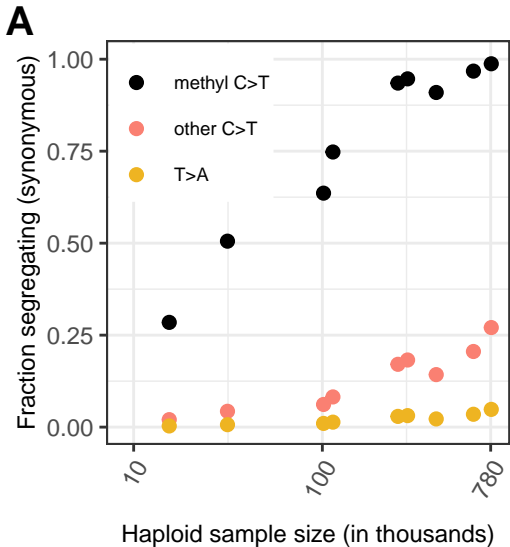 A
Fraction segregating (synonymous)
1.00
0.75
0.50
0.25
0.00
methyl C>T
other C>T
T>A
10
100
780
Haploid sample size (in thousands)